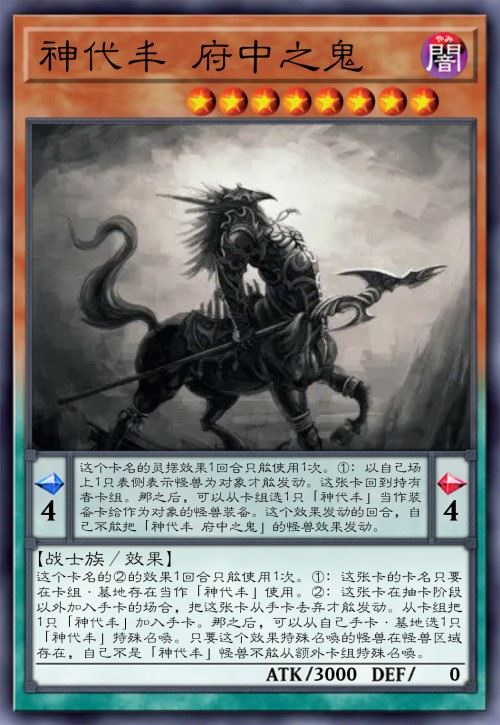 神代丰 府中之鬼
やみ
闇
这个卡名的灵摆效果1回合只能使用1次。①：以自己场
上1只表侧表示怪兽为对象才能发动。这张卡回到持有
者卡组。那之后，可以从卡组选1只「神代丰」当作装
备卡给作为对象的怪兽装备。这个效果发动的回合，自
己不能把「神代丰 府中之鬼」的怪兽效果发动。
4
4
【战士族／效果】
这个卡名的②的效果1回合只能使用1次。①：这张卡的卡名只要
在卡组·墓地存在当作「神代丰」使用。②：这张卡在抽卡阶段
以外加入手卡的场合，把这张卡从手卡丢弃才能发动。从卡组把
1只「神代丰」加入手卡。那之后，可以从自己手卡·墓地选1只
「神代丰」特殊召唤。只要这个效果特殊召唤的怪兽在怪兽区域
存在，自己不是「神代丰」怪兽不能从额外卡组特殊召唤。
ATK/3000 DEF/ 0